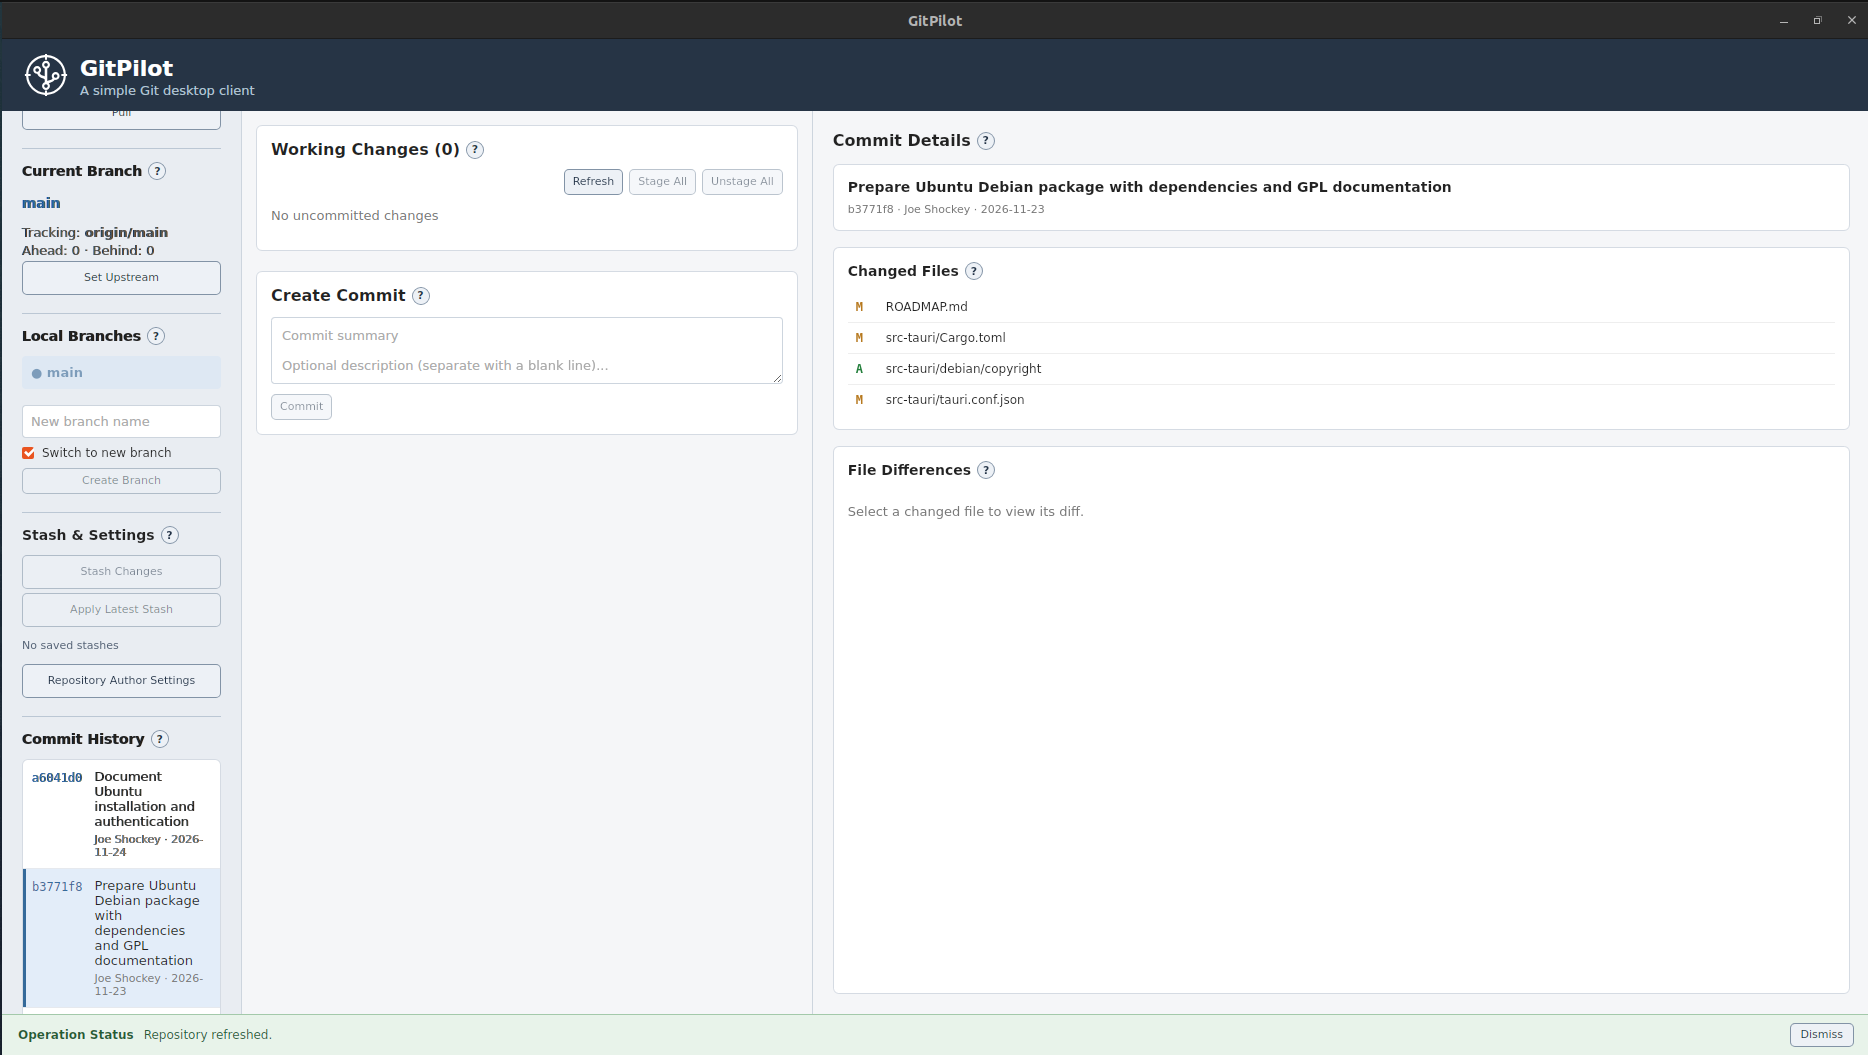 GitPilot
GitPilot
A simple Git desktop client
Pull
Current Branch ?
main
Tracking: origin/main
Ahead: 0 · Behind: 0
Set Upstream
Local Branches ?
● main
New branch name
Switch to new branch
Create Branch
Stash & Settings ?
Stash Changes
Apply Latest Stash
No saved stashes
Repository Author Settings
Commit History ?
a6041d0 Document
Ubuntu
installation and
authentication
Joe Shockey · 2026-
11-24
b3771f8 Prepare Ubuntu
Debian package
with
dependencies
and GPL
documentation
Joe Shockey · 2026-
11-23
Working Changes (0) ?
Refresh Stage All Unstage All
No uncommitted changes
Create Commit ?
Commit summary
Optional description (separate with a blank line)...
Commit
Commit Details ?
Prepare Ubuntu Debian package with dependencies and GPL documentation
b3771f8 · Joe Shockey · 2026-11-23
Changed Files ?
M ROADMAP.md
M src-tauri/Cargo.toml
A src-tauri/debian/copyright
M src-tauri/tauri.conf.json
File Differences ?
Select a changed file to view its diff.
Operation Status Repository refreshed.
Dismiss